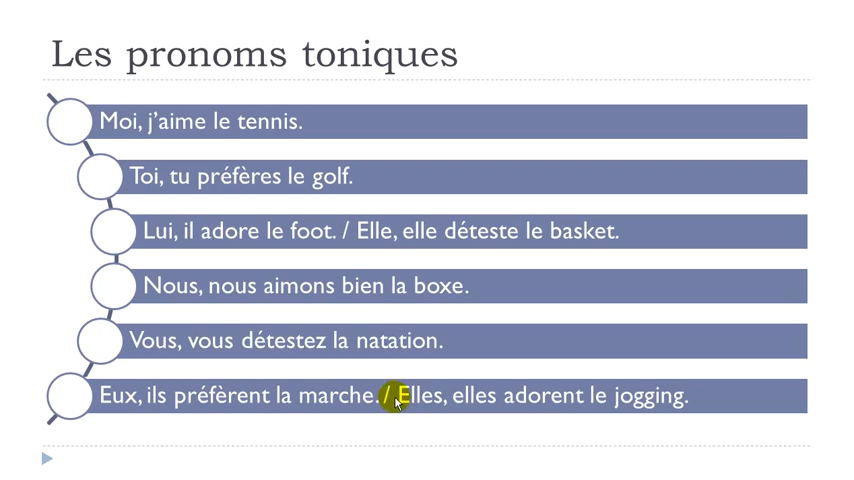 Les pronoms toniques
Moi, j’aime le tennis.
Toi, tu préfères le golf.
Lui, il adore le foot. / Elle, elle déteste le basket.
Nous, nous aimons bien la boxe.
Vous, vous détestez la natation.
Eux, ils préfèrent la marche. / Elles, elles adorent le jogging.